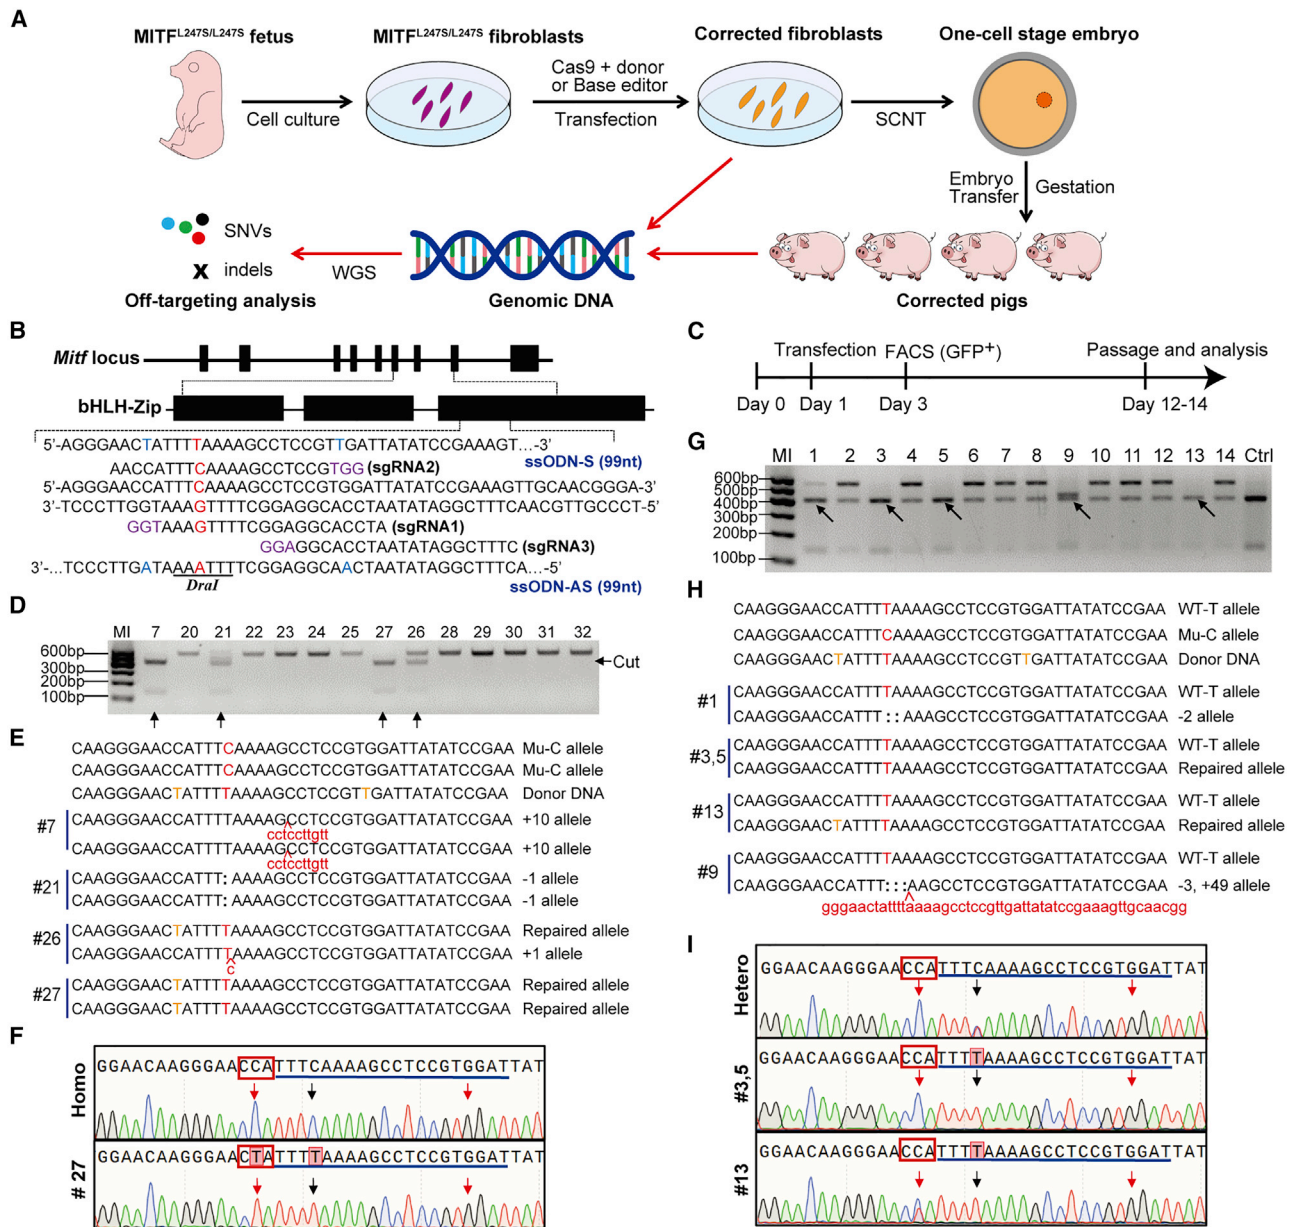 A
MITFL247S/L247S fetus
MITFL247S/L247S fibroblasts
Corrected fibroblasts
One-cell stage embryo
Cell culture
Cas9 + donor
or Base editor
Transfection
SCNT
Embryo
Transfer
Gestation
SNVs
x indels
WGS
Off-targeting analysis
Genomic DNA
Corrected pigs
B
Mitf locus
bHLH-Zip
5'-AGGGAACTATTTTAAAAGCCTCCGTTGATTATATCCGAAAGT...-3'
ssODN-S (99nt)
AACCATTTCAAAAGCCTCCGTGG (sgRNA2)
5'-AGGGAACCATTTCAAAAGCCTCCGTGGATTATATCCGAAAGTTGCAACGGGA-3'
3'-TCCCTTGGTAAAGTTTTCGGAGGCACCTAATATAGGCTTTCAACGTTGCCCT-5'
GGTAAAGTTTTCGGAGGCACCTA (sgRNA1)
GGAGGCACCTAATATAGGCTTTC (sgRNA3)
3'-...TCCCTTGATAAAATTTTCGGAGGCAACTAATATAGGCTTTCA...-5'
DraI
ssODN-AS (99nt)
C
Transfection
FACS (GFP+)
Passage and analysis
Day 0
Day 1
Day 3
Day 12-14
D
MI 7 20 21 22 23 24 25 27 26 28 29 30 31 32
600bp
300bp
200bp
100bp
Cut
E
CAAGGGAACCATTTCAAAAGCCTCCGTGGATTATATCCGAA Mu-C allele
CAAGGGAACCATTTCAAAAGCCTCCGTGGATTATATCCGAA Mu-C allele
CAAGGGAACTATTTTAAAAGCCTCCGTTGATTATATCCGAA Donor DNA
#7
CAAGGGAACCATTTTAAAAGCCTCCGTGGATTATATCCGAA +10 allele
cctccttgtt
CAAGGGAACCATTTTAAAAGCCTCCGTGGATTATATCCGAA +10 allele
cctccttgtt
#21
CAAGGGAACCATTT:AAAAGCCTCCGTGGATTATATCCGAA -1 allele
CAAGGGAACCATTT:AAAAGCCTCCGTGGATTATATCCGAA -1 allele
#26
CAAGGGAACTATTTTAAAAGCCTCCGTGGATTATATCCGAA Repaired allele
CAAGGGAACCATTTTAAAAGCCTCCGTGGATTATATCCGAA +1 allele
c
#27
CAAGGGAACTATTTTAAAAGCCTCCGTGGATTATATCCGAA Repaired allele
CAAGGGAACTATTTTAAAAGCCTCCGTGGATTATATCCGAA Repaired allele
F
Homo
GGAACAAGGGAACCATTTCAAAAGCCTCCGTGGATTAT
# 27
GGAACAAGGGAACTATTTTAAAAGCCTCCGTGGATTAT
G
MI 1 2 3 4 5 6 7 8 9 10 11 12 13 14 Ctrl
600bp
500bp
400bp
300bp
200bp
100bp
H
CAAGGGAACCATTTTAAAAGCCTCCGTGGATTATATCCGAA WT-T allele
CAAGGGAACCATTTCAAAAGCCTCCGTGGATTATATCCGAA Mu-C allele
CAAGGGAACTATTTTAAAAGCCTCCGTTGATTATATCCGAA Donor DNA
#1
CAAGGGAACCATTTTAAAAGCCTCCGTGGATTATATCCGAA WT-T allele
CAAGGGAACCATTT::AAAGCCTCCGTGGATTATATCCGAA -2 allele
#3,5
CAAGGGAACCATTTTAAAAGCCTCCGTGGATTATATCCGAA WT-T allele
CAAGGGAACCATTTTAAAAGCCTCCGTGGATTATATCCGAA Repaired allele
#13
CAAGGGAACCATTTTAAAAGCCTCCGTGGATTATATCCGAA WT-T allele
CAAGGGAACTATTTTAAAAGCCTCCGTGGATTATATCCGAA Repaired allele
#9
CAAGGGAACCATTTTAAAAGCCTCCGTGGATTATATCCGAA WT-T allele
CAAGGGAACCATTT:::AAGCCTCCGTGGATTATATCCGAA -3, +49 allele
gggaactattttaaaagcctccgttgattatatccgaaagttgcaacgg
I
Hetero
GGAACAAGGGAACCATTTCAAAAGCCTCCGTGGATTAT
#3,5
GGAACAAGGGAACCATTTTAAAAGCCTCCGTGGATTAT
#13
GGAACAAGGGAACCATTTTAAAAGCCTCCGTGGATTAT